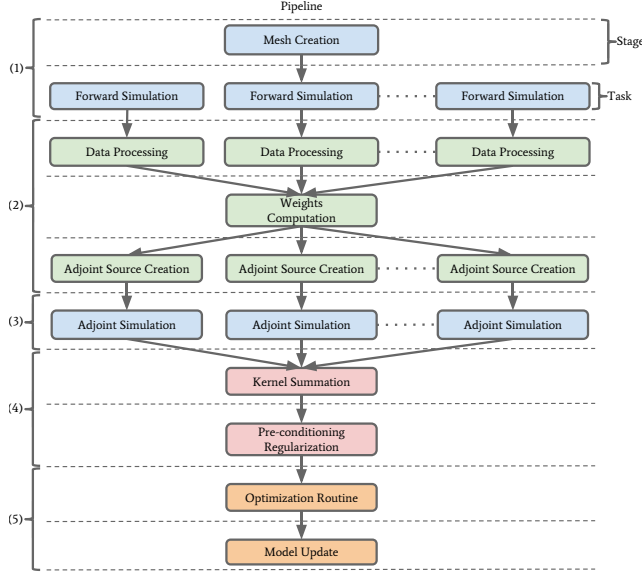 Pipeline
Mesh Creation
Stage
(1)
Forward Simulation
Forward Simulation
Forward Simulation
Task
Data Processing
Data Processing
Data Processing
(2)
Weights
Computation
Adjoint Source Creation
Adjoint Source Creation
Adjoint Source Creation
(3)
Adjoint Simulation
Adjoint Simulation
Adjoint Simulation
Kernel Summation
(4)
Pre-conditioning
Regularization
Optimization Routine
(5)
Model Update